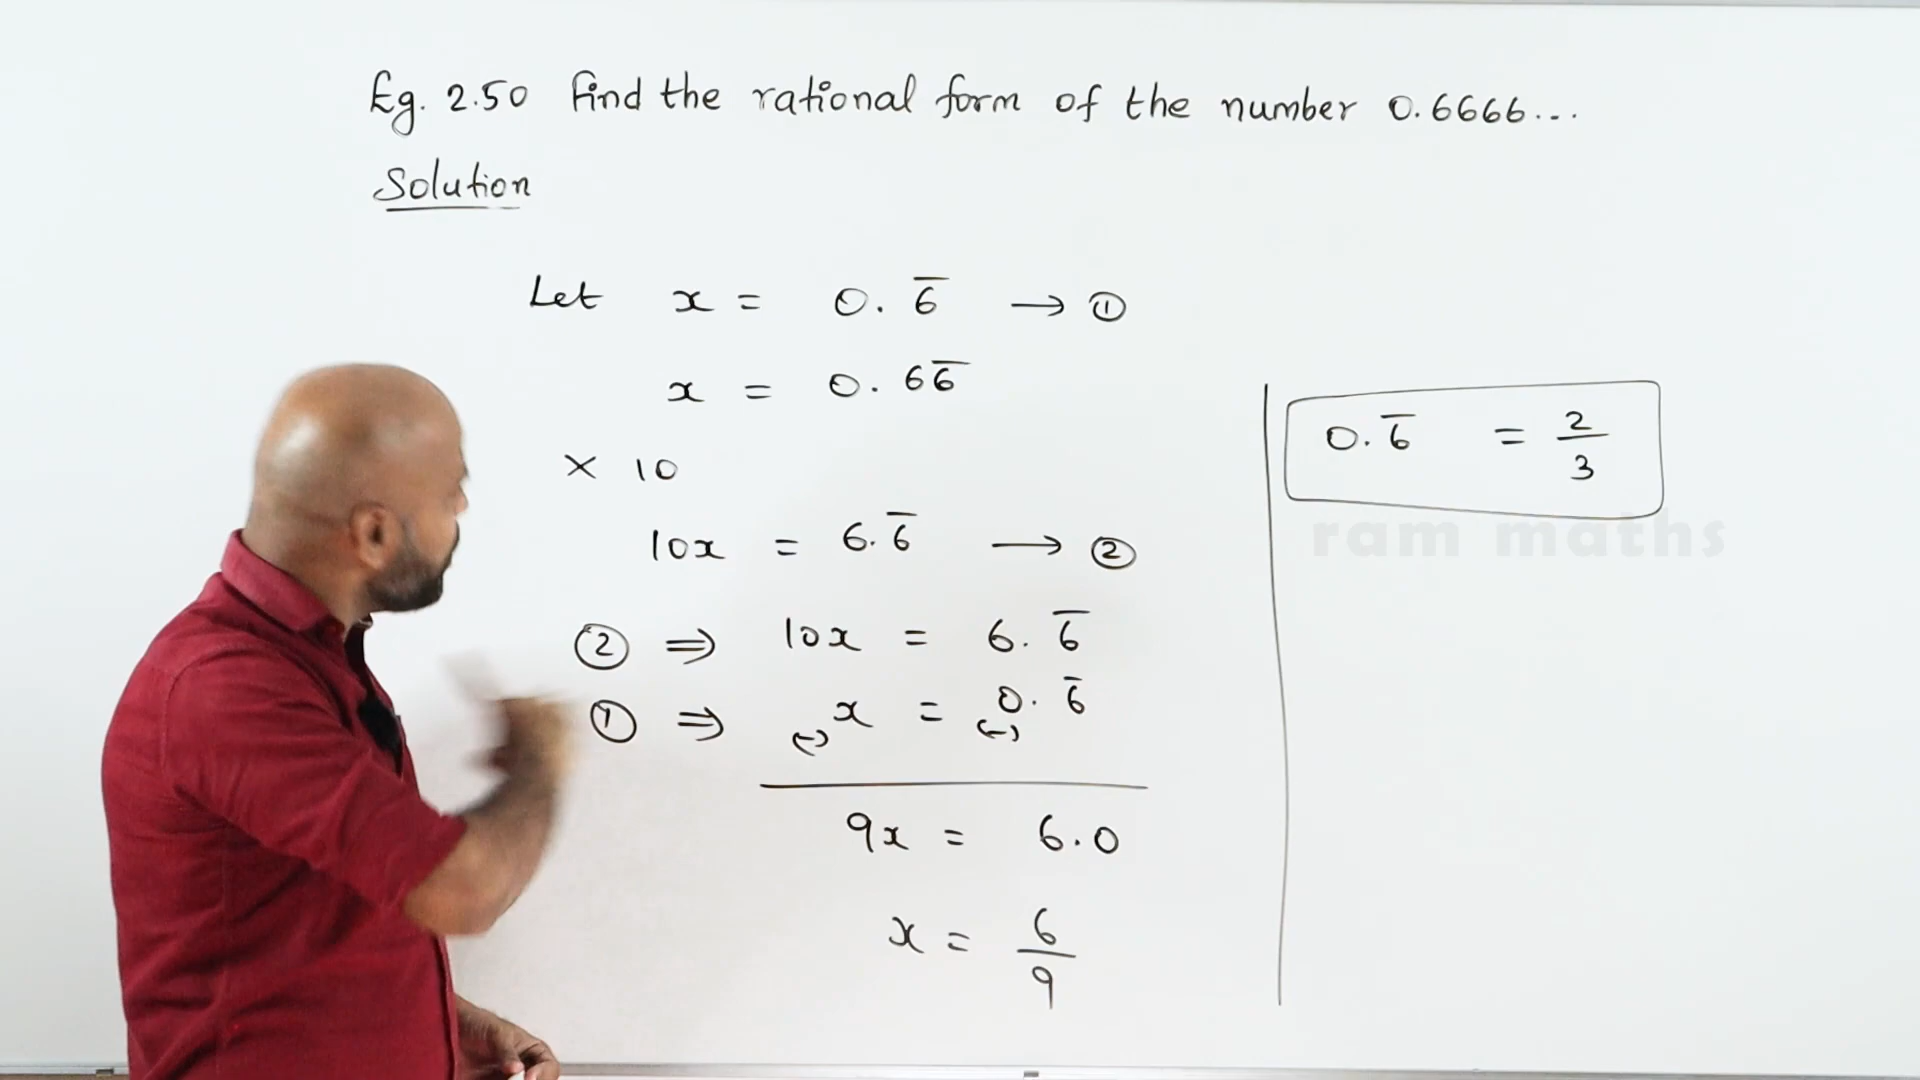 Eg. 2.50 Find the rational form of the number 0.6666...
Solution
Let x = 0.6̅ → ①
x = 0.66̅
× 10
10x = 6.6̅ → ②
② ⇒ 10x = 6.6̅
① ⇒ x = 0.6̅
(-) (-)
9x = 6.0
x = 6/9
0.6̅ = 2/3
ram maths